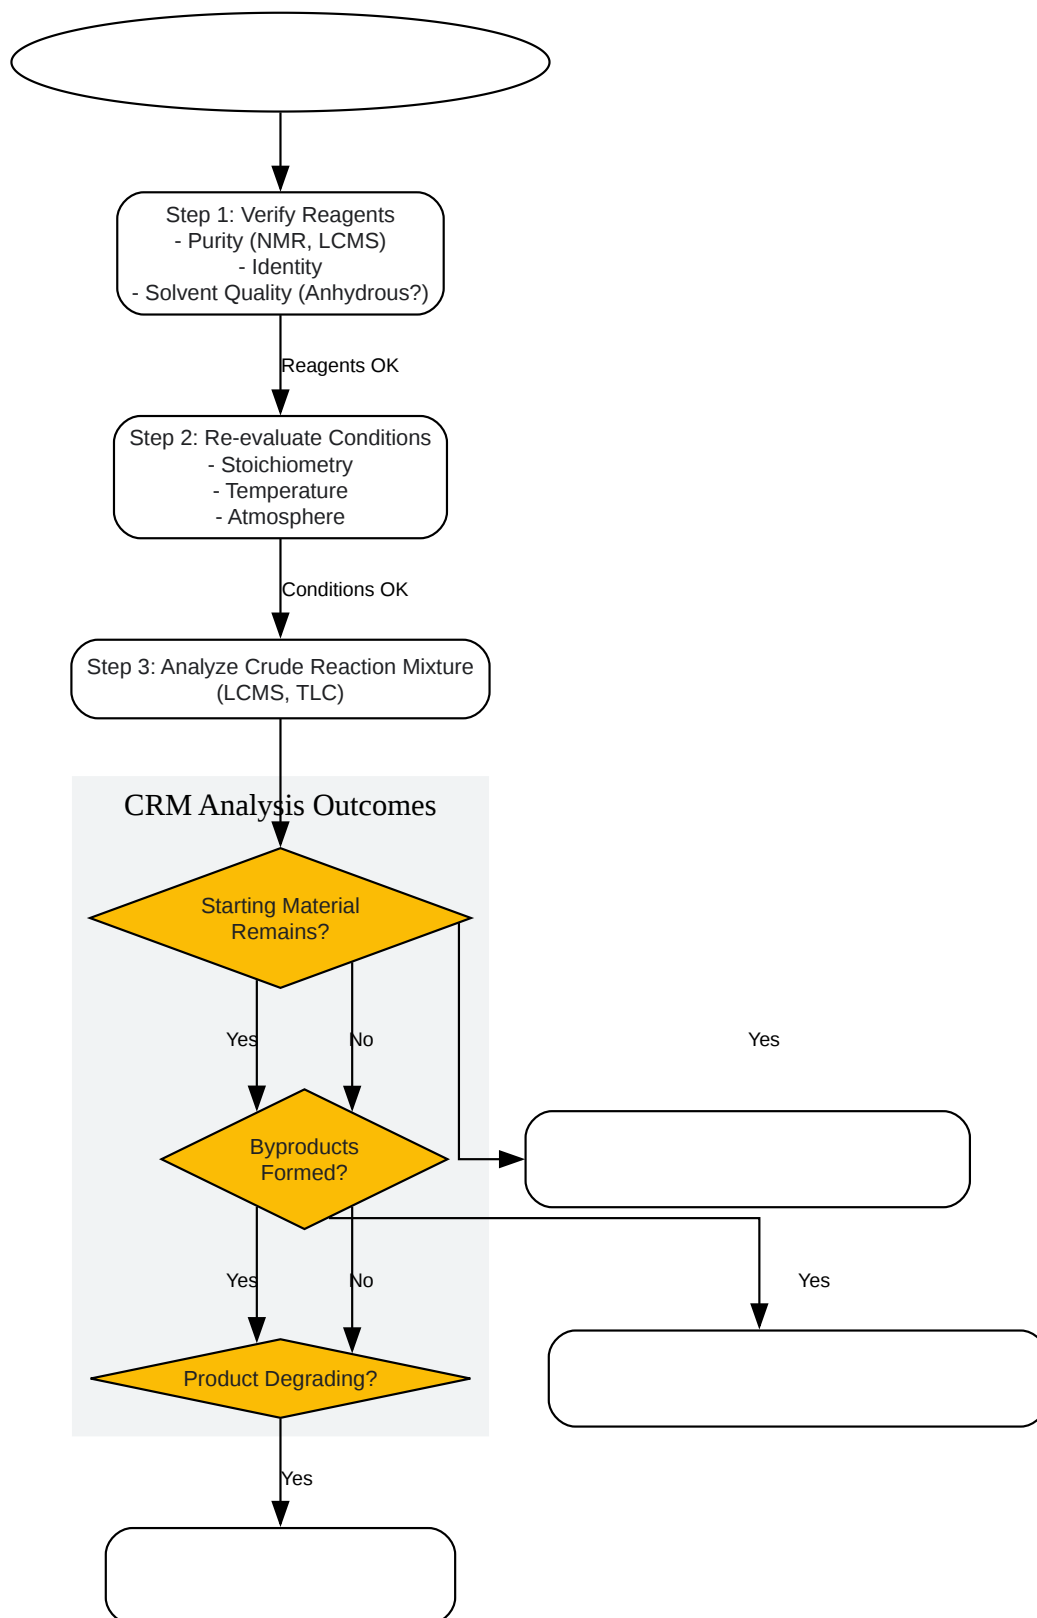 Step 1: Verify Reagents
- Purity (NMR, LCMS)
- Identity
- Solvent Quality (Anhydrous?)
Reagents OK
Step 2: Re-evaluate Conditions
- Stoichiometry
- Temperature
- Atmosphere
Conditions OK
Step 3: Analyze Crude Reaction Mixture
(LCMS, TLC)
CRM Analysis Outcomes
Starting Material
Remains?
Yes
No
Yes
Byproducts
Formed?
Yes
No
Yes
Product Degrading?
Yes